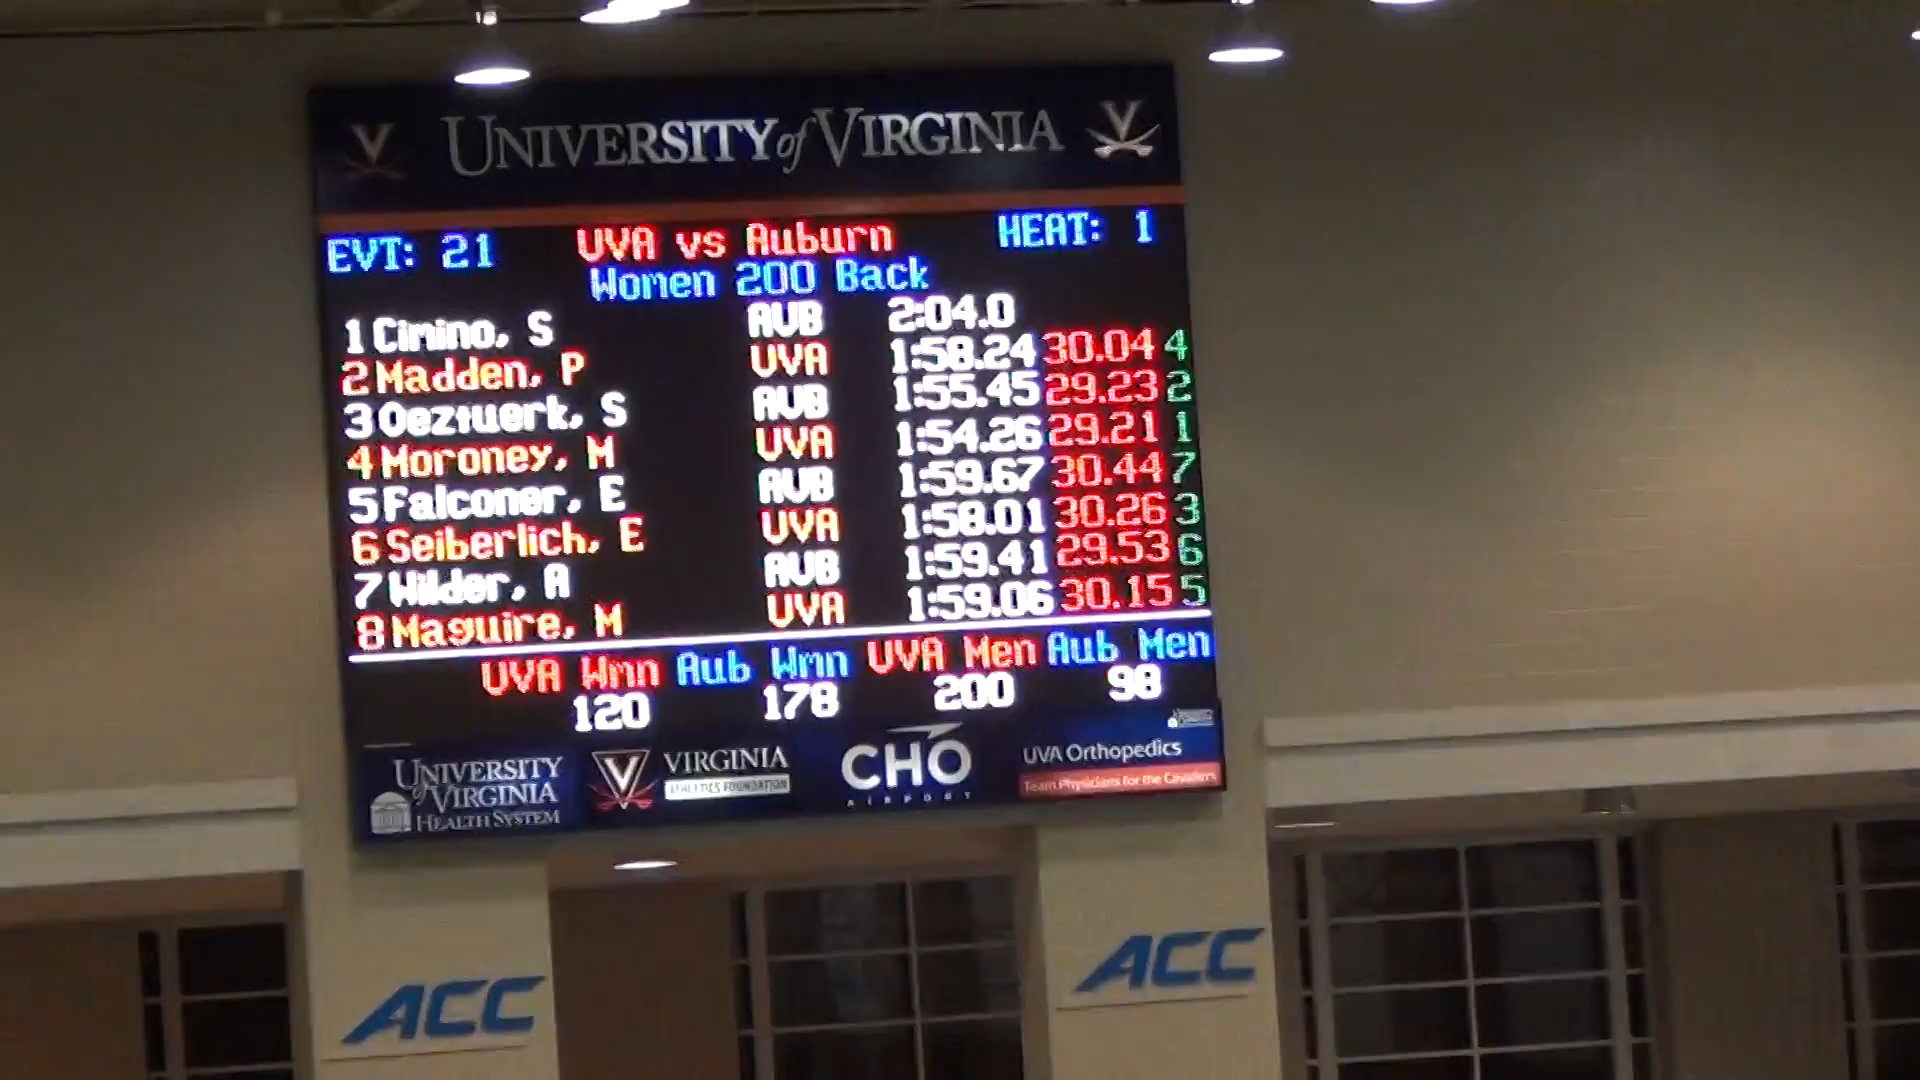 UNIVERSITY of VIRGINIA
EVT: 21 UVA vs Auburn HEAT: 1
Women 200 Back
1 Cimino, S AUB 2:04.0
2 Madden, P UVA 1:58.24 30.04 4
3 Oeztuerk, S AUB 1:55.45 29.23 2
4 Moroney, M UVA 1:54.26 29.21 1
5 Falconer, E AUB 1:59.67 30.44 7
6 Seiberlich, E UVA 1:58.01 30.26 3
7 Wilder, A AUB 1:59.41 29.53 6
8 Maguire, M UVA 1:59.06 30.15 5
UVA Wmn Aub Wmn UVA Men Aub Men
120 178 200 98
UNIVERSITY
of VIRGINIA
HEALTH SYSTEM
VIRGINIA
ATHLETICS FOUNDATION
CHO
AIRPORT
UVA Orthopedics
Team Physicians for the Cavaliers
ACC
ACC